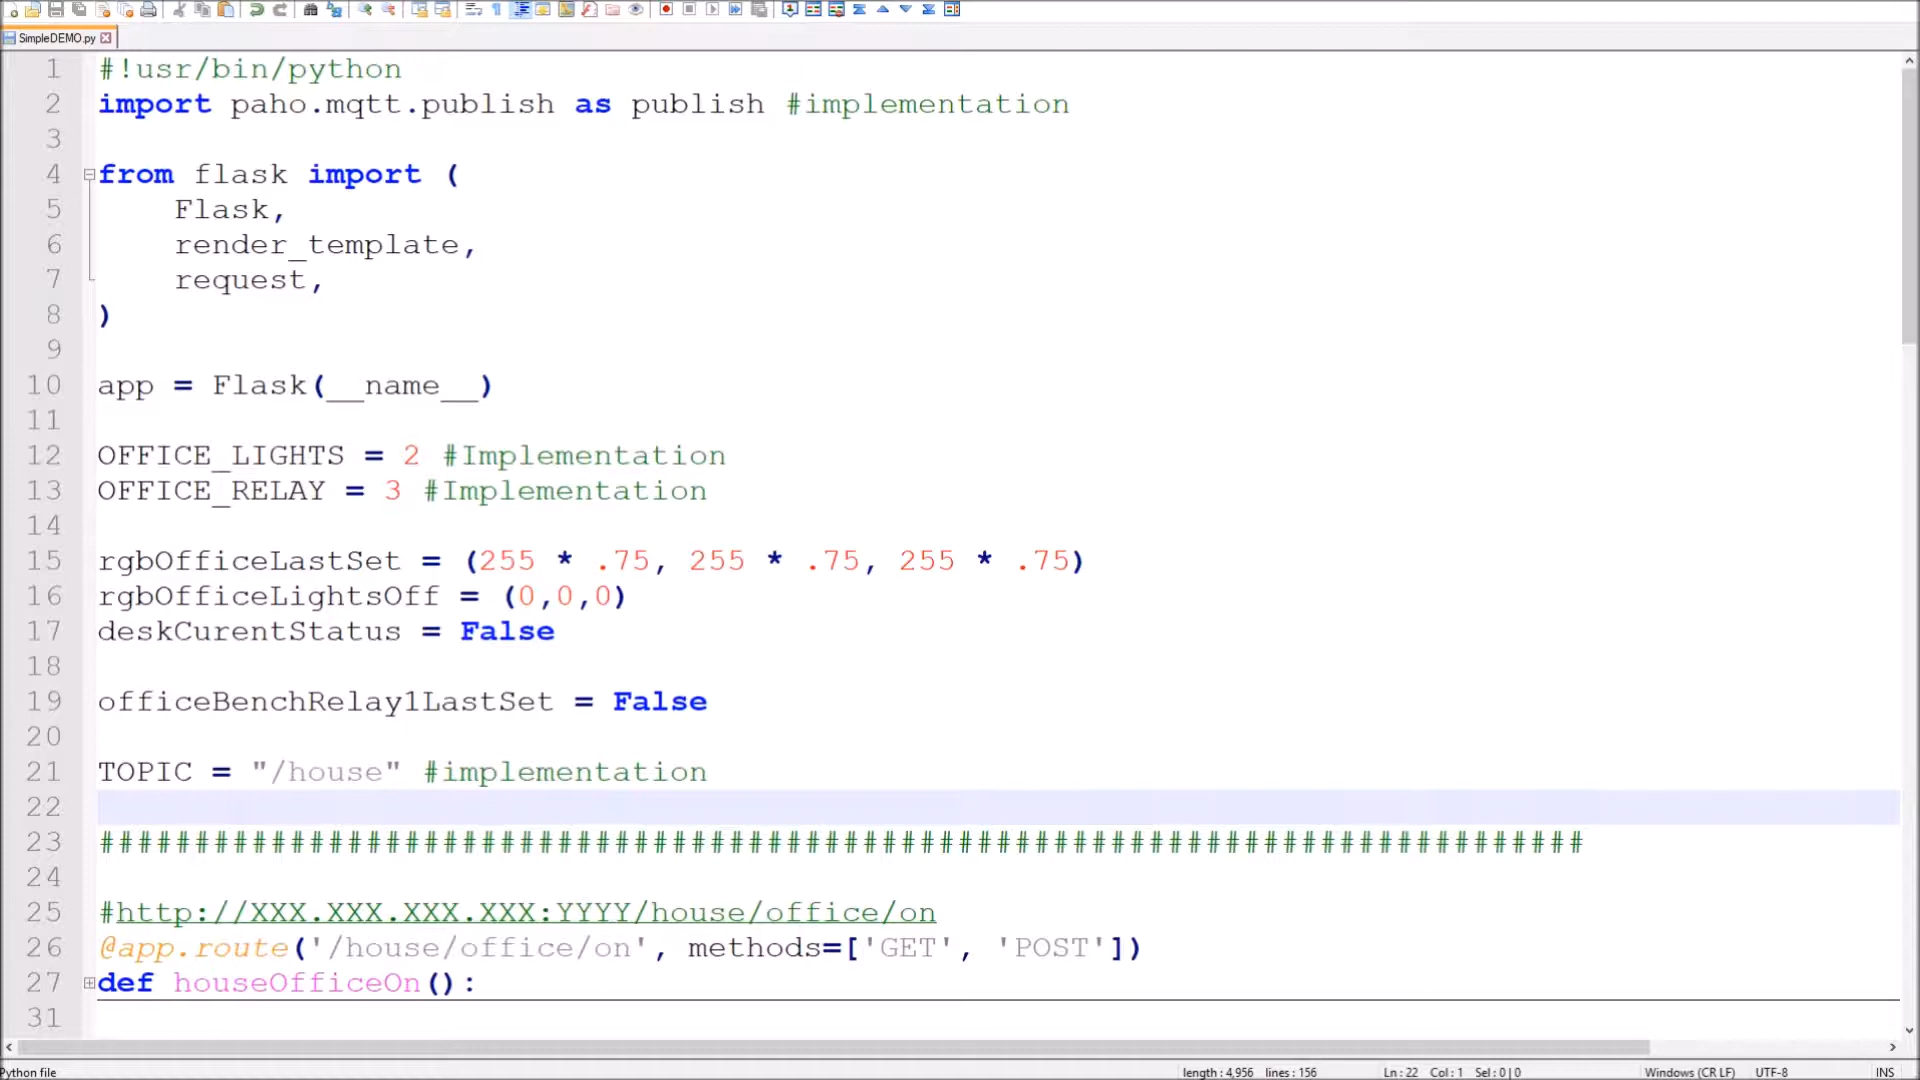 SimpleDEMO.py
1 #!usr/bin/python
2 import paho.mqtt.publish as publish #implementation
3
4 from flask import (
5 Flask,
6 render_template,
7 request,
8 )
9
10 app = Flask(__name__)
11
12 OFFICE_LIGHTS = 2 #Implementation
13 OFFICE_RELAY = 3 #Implementation
14
15 rgbOfficeLastSet = (255 * .75, 255 * .75, 255 * .75)
16 rgbOfficeLightsOff = (0,0,0)
17 deskCurentStatus = False
18
19 officeBenchRelay1LastSet = False
20
21 TOPIC = "/house" #implementation
22
23 ##############################################################################
24
25 #http://XXX.XXX.XXX.XXX:YYYY/house/office/on
26 @app.route('/house/office/on', methods=['GET', 'POST'])
27 def houseOfficeOn():
31
Python file length : 4,956 lines : 156 Ln : 22 Col : 1 Sel : 0 | 0 Windows (CR LF) UTF-8 INS